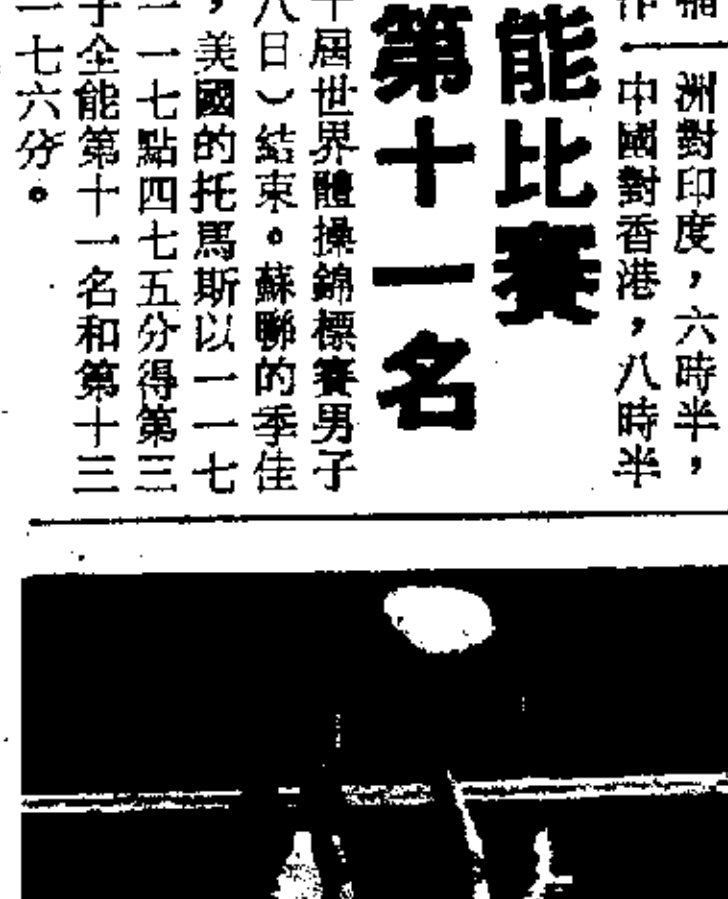 洲對印度，六時半，
中國對香港，八時半
能比賽
第十一名
十屆世界體操錦標賽男子
八日）結束。蘇聯的季佳
，美國的托馬斯以一一七
一一七點四七五分得第三
子全能第十一名和第十三
一七六分。